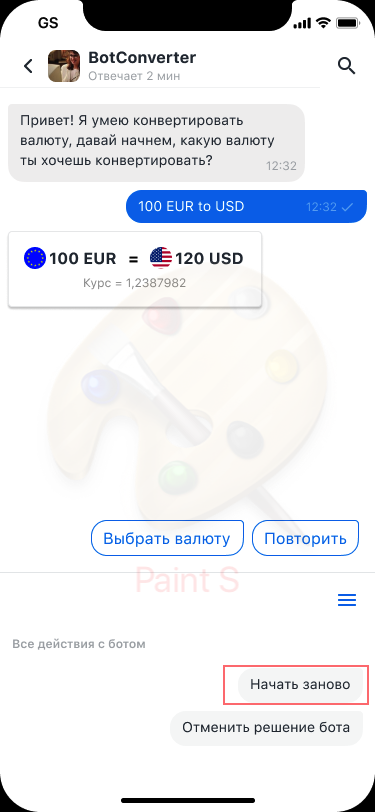 GS
BotConverter
Отвечает 2 мин
Привет! Я умею конвертировать
валюту, давай начнем, какую валюту
ты хочешь конвертировать?
12:32
100 EUR to USD 12:32
100 EUR = 120 USD
Курс = 1,2387982
Выбрать валюту Повторить
Paint S
Все действия с ботом
Начать заново
Отменить решение бота